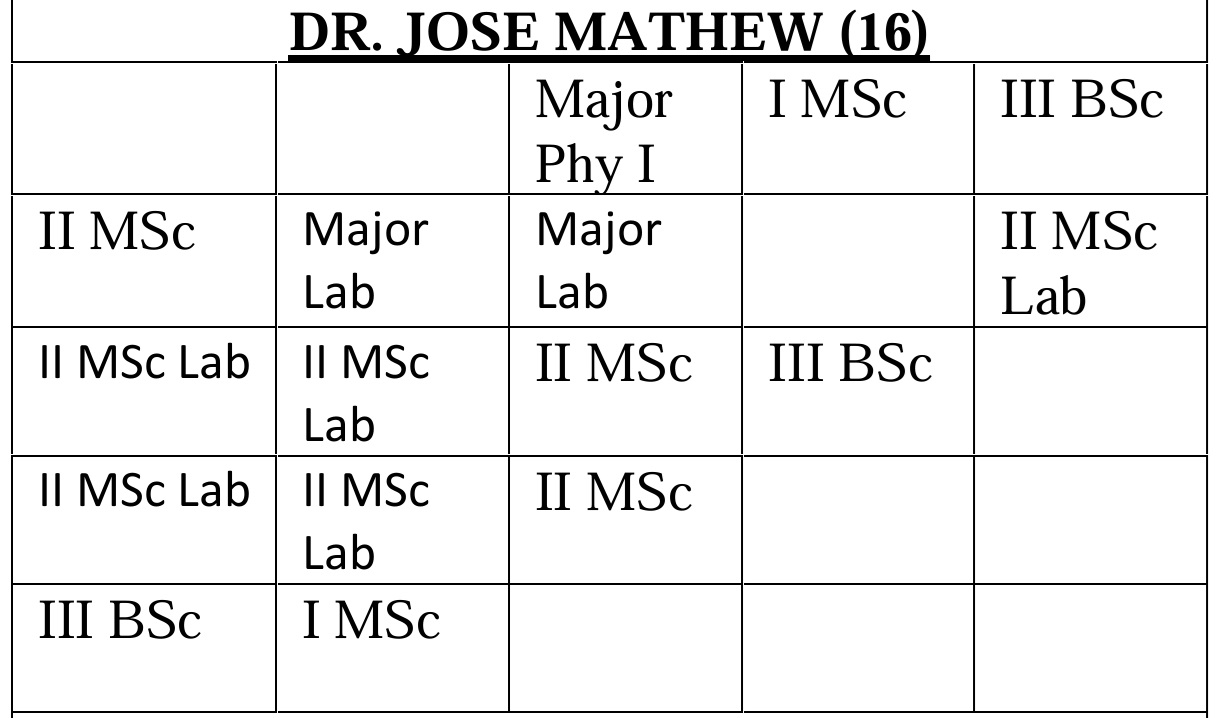 DR. JOSE MATHEW (16)
Major I MSc III BSc
Phy I
II MSc Major Major II MSc
Lab Lab Lab
II MSc Lab II MSc II MSc III BSc
Lab
II MSc Lab II MSc II MSc
Lab
III BSc I MSc